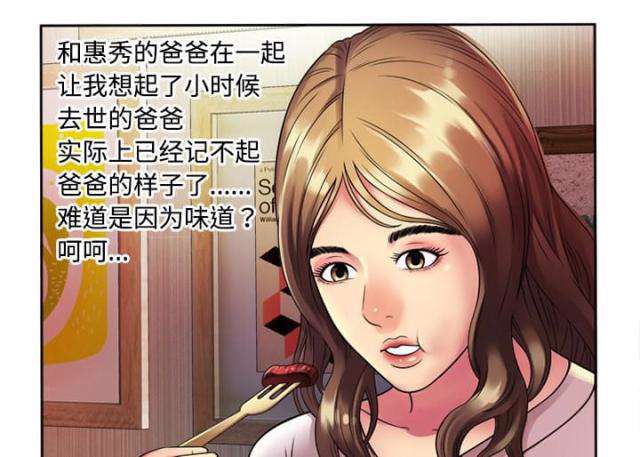 和惠秀的爸爸在一起
让我想起了小时候
去世的爸爸
实际上已经记不起
爸爸的样子了......
难道是因为味道？
呵呵...